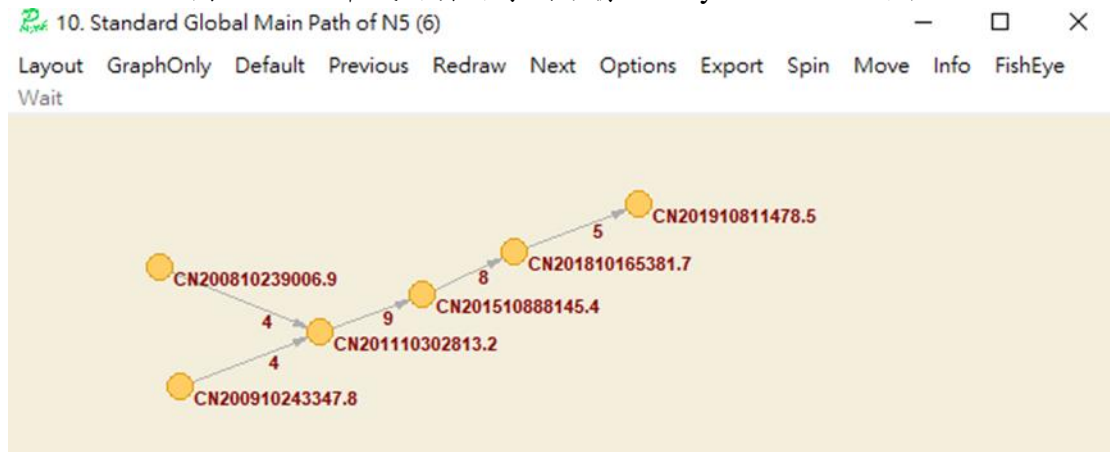 10. Standard Global Main Path of N5 (6)
Layout GraphOnly Default Previous Redraw Next Options Export Spin Move Info FishEye
Wait
CN201910811478.5
5
CN201810165381.7
CN200810239006.9
8
CN201510888145.4
4
9
CN201110302813.2
4
CN200910243347.8